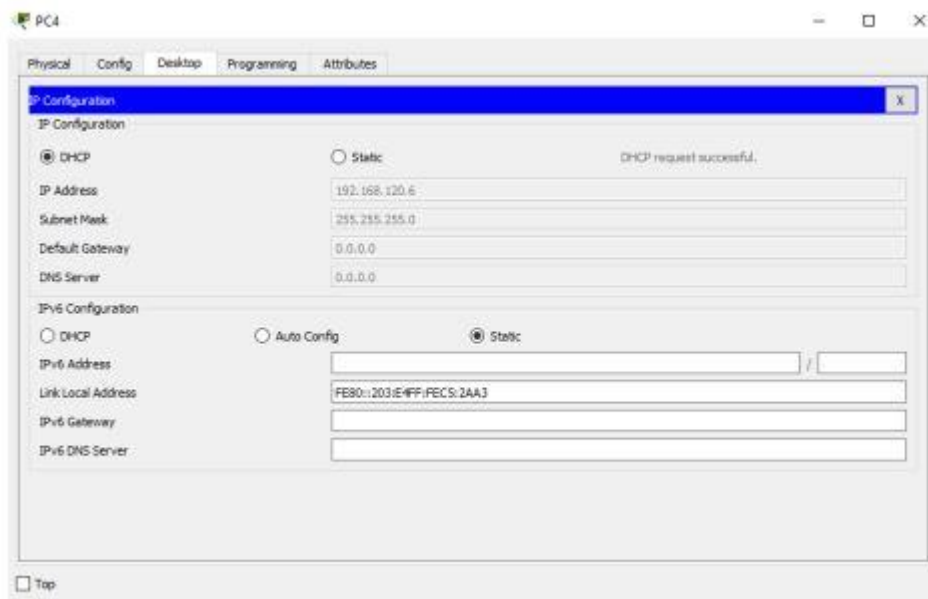 PC4
Physical Config Desktop Programming Attributes
IP Configuration X
IP Configuration
DHCP Static DHCP request successful.
IP Address 192.168.120.6
Subnet Mask 255.255.255.0
Default Gateway 0.0.0.0
DNS Server 0.0.0.0
IPv6 Configuration
DHCP Auto Config Static
IPv6 Address /
Link Local Address FE80::203:E4FF:FEC5:2AA3
IPv6 Gateway
IPv6 DNS Server
Top